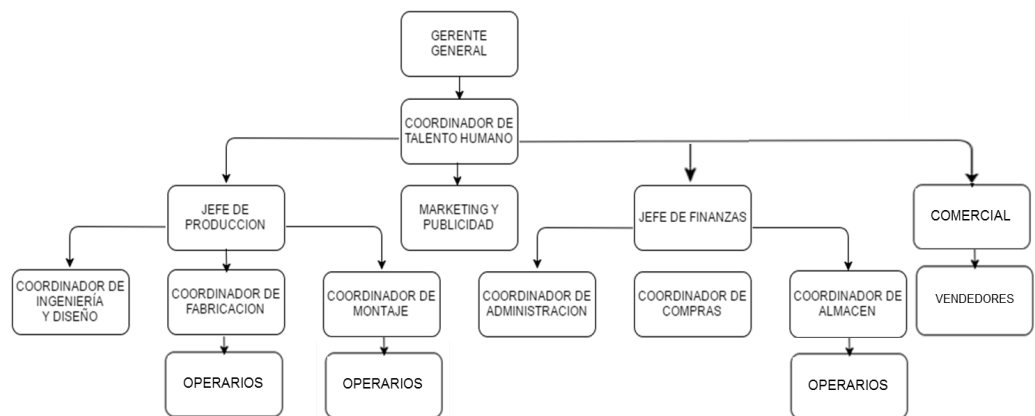 GERENTE
GENERAL
COORDINADOR DE
TALENTO HUMANO
JEFE DE
PRODUCCION
MARKETING Y
PUBLICIDAD
JEFE DE FINANZAS
COMERCIAL
COORDINADOR DE
INGENIERÍA
Y DISEÑO
COORDINADOR DE
FABRICACION
COORDINADOR DE
MONTAJE
COORDINADOR DE
ADMINISTRACION
COORDINADOR DE
COMPRAS
COORDINADOR DE
ALMACEN
VENDEDORES
OPERARIOS
OPERARIOS
OPERARIOS